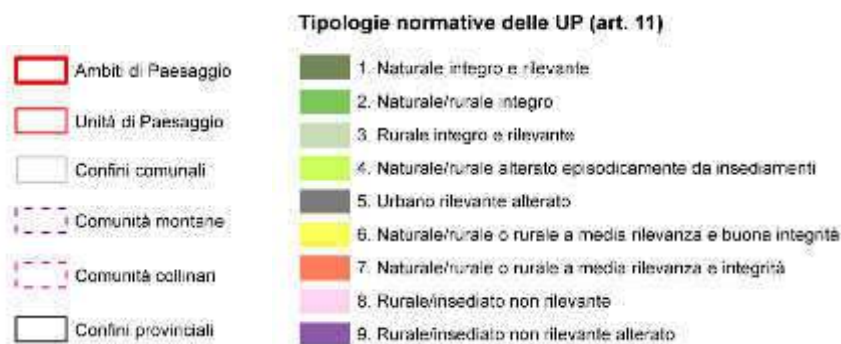 Tipologie normative delle UP (art. 11)
Ambiti di Paesaggio
Unità di Paesaggio
Confini comunali
Comunità montane
Comunità collinari
Confini provinciali
1. Naturale integro e rilevante
2. Naturale/rurale integro
3. Rurale integro e rilevante
4. Naturale/rurale alterato episodicamente da insediamenti
5. Urbano rilevante alterato
6. Naturale/rurale o rurale a media rilevanza e buona integrità
7. Naturale/rurale o rurale a media rilevanza e integrità
8. Rurale/insediato non rilevante
9. Rurale/insediato non rilevante alterato